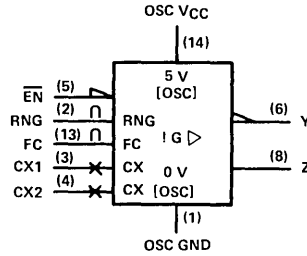 OSC VCC
(14)
5 V
[OSC]
EN (5)
RNG (2) ∩ RNG
FC (13) ∩ FC
CX1 (3) CX
CX2 (4) CX
! G ▷
0 V
[OSC]
(6) Y
(8) Z
(1)
OSC GND